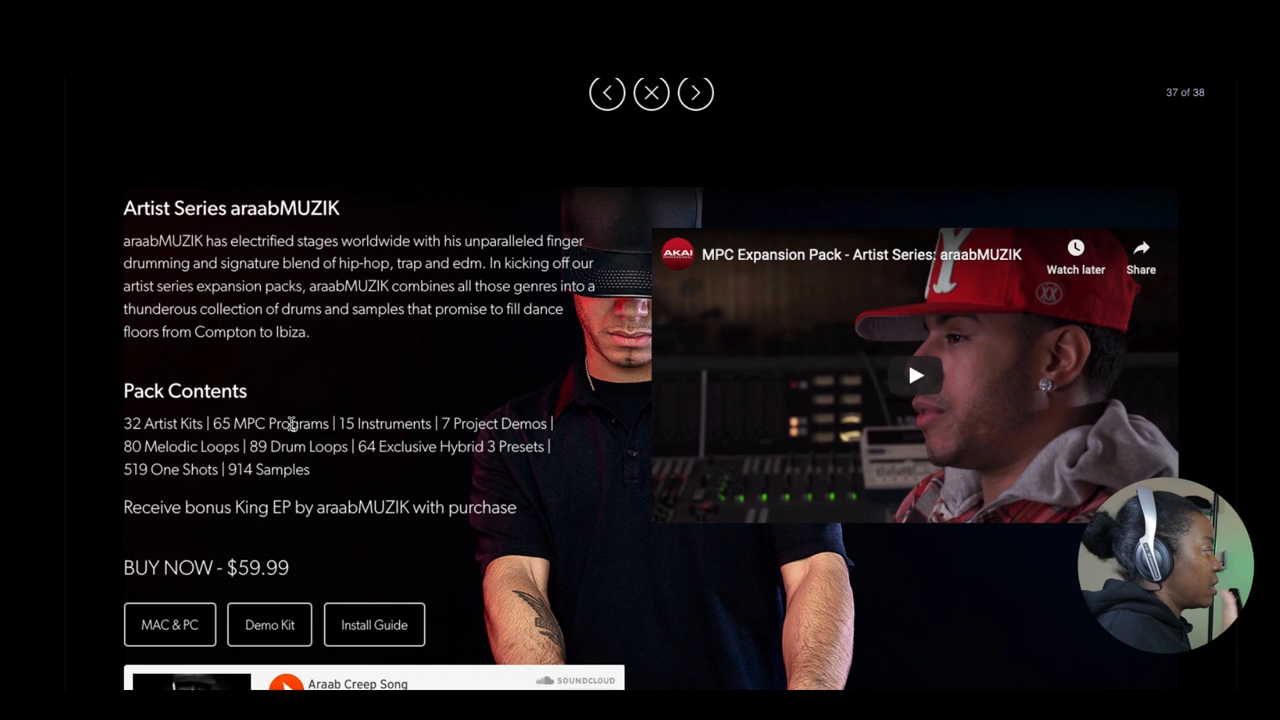 37 of 38
Artist Series araabMUZIK
araabMUZIK has electrified stages worldwide with his unparalleled finger
drumming and signature blend of hip-hop, trap and edm. In kicking off our
artist series expansion packs, araabMUZIK combines all those genres into a
thunderous collection of drums and samples that promise to fill dance
floors from Compton to Ibiza.
AKAI
MPC Expansion Pack - Artist Series: araabMUZIK
Watch later
Share
Y
XX
Pack Contents
32 Artist Kits | 65 MPC Programs | 15 Instruments | 7 Project Demos |
80 Melodic Loops | 89 Drum Loops | 64 Exclusive Hybrid 3 Presets |
519 One Shots | 914 Samples
Receive bonus King EP by araabMUZIK with purchase
BUY NOW - $59.99
MAC & PC
Demo Kit
Install Guide
Araab Creep Song
SOUNDCLOUD